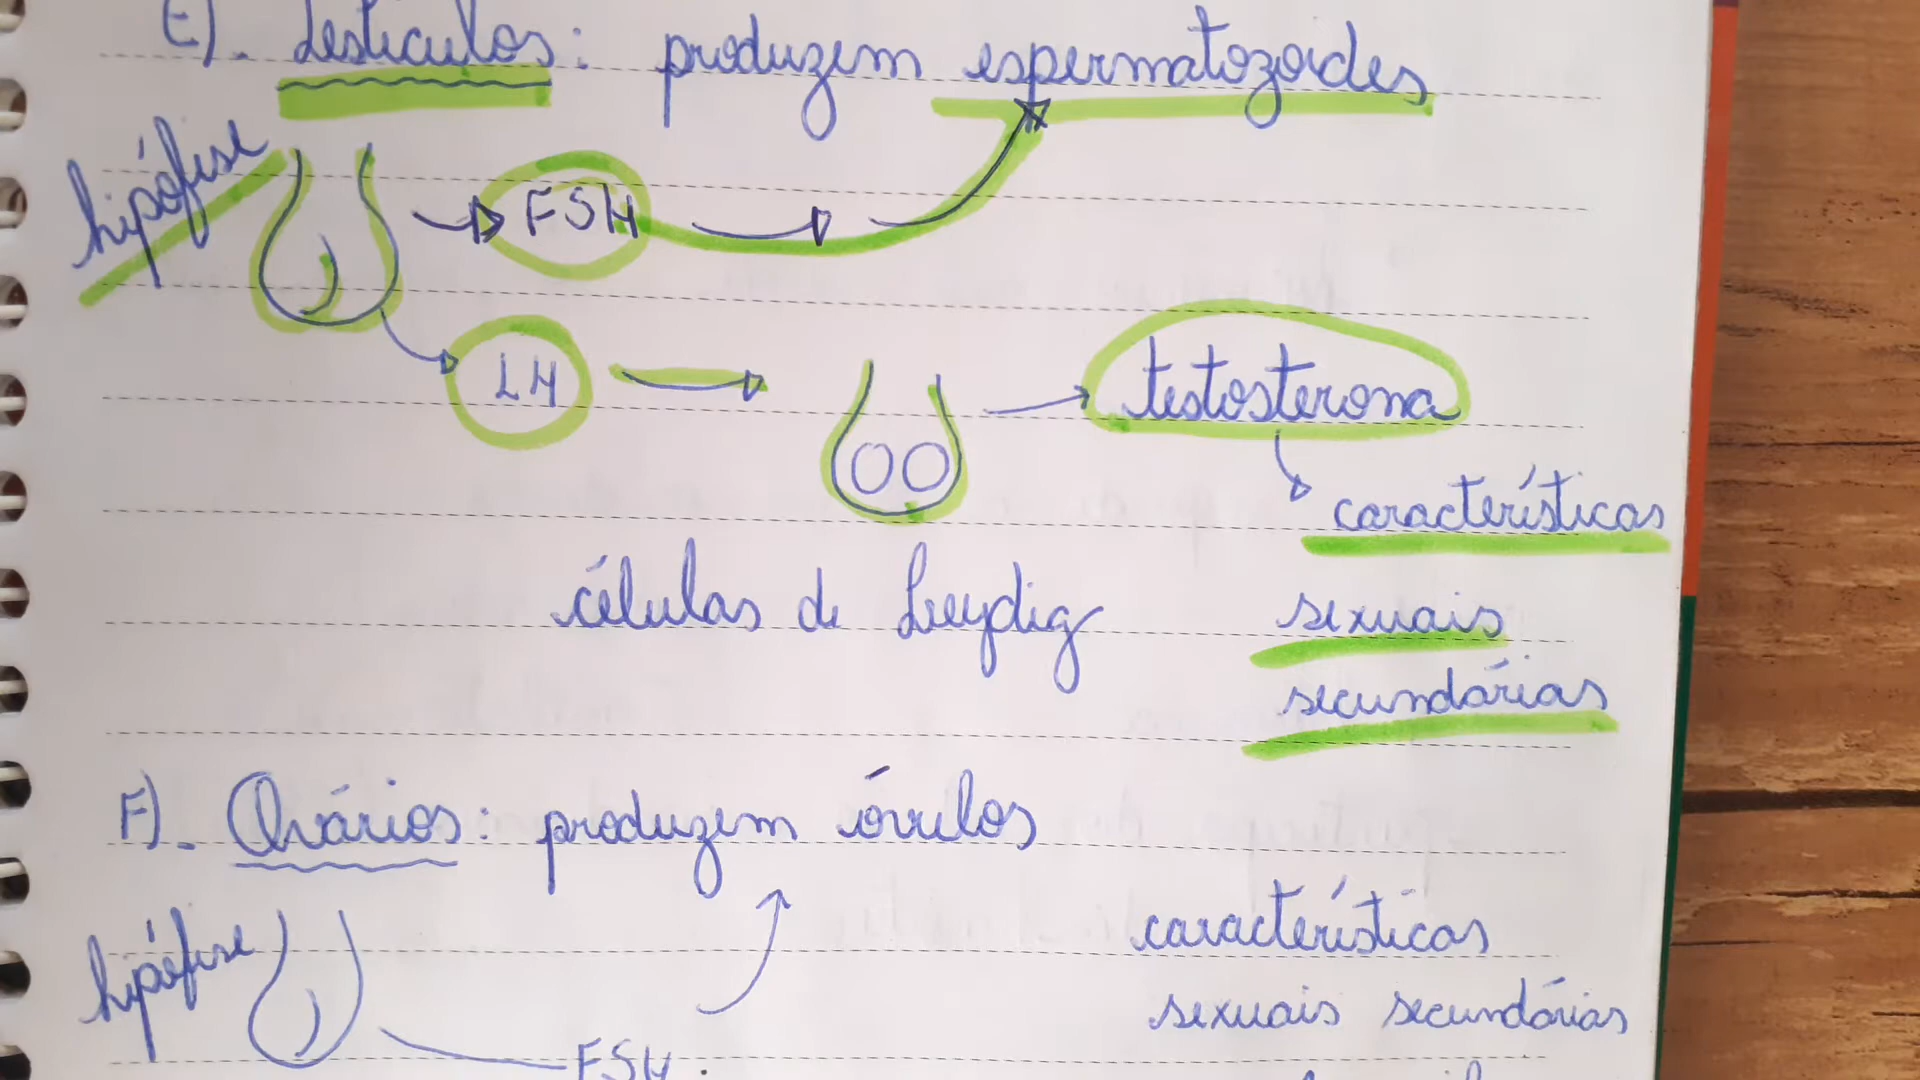 E). Testículos: produzem espermatozoides
hipófise
FSH
LH
testosterona
características
células de Leydig
sexuais
secundárias
F). Ovários: produzem óvulos
hipófise
características
sexuais secundárias
FSH